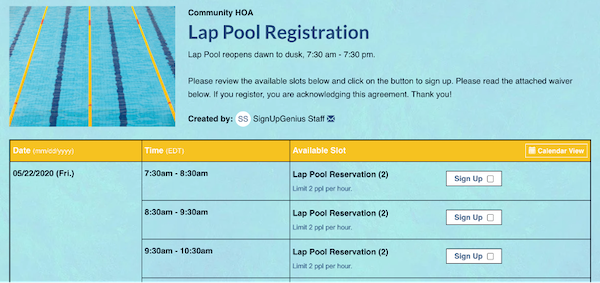 Community HOA
Lap Pool Registration
Lap Pool reopens dawn to dusk, 7:30 am - 7:30 pm.
Please review the available slots below and click on the button to sign up. Please read the attached waiver
below. If you register, you are acknowledging this agreement. Thank you!
Created by: SS SignUpGenius Staff
Date (mm/dd/yyyy) Time (EDT) Available Slot Calendar View
05/22/2020 (Fri.) 7:30am - 8:30am Lap Pool Reservation (2) Sign Up
Limit 2 ppl per hour.
8:30am - 9:30am Lap Pool Reservation (2) Sign Up
Limit 2 ppl per hour.
9:30am - 10:30am Lap Pool Reservation (2) Sign Up
Limit 2 ppl per hour.